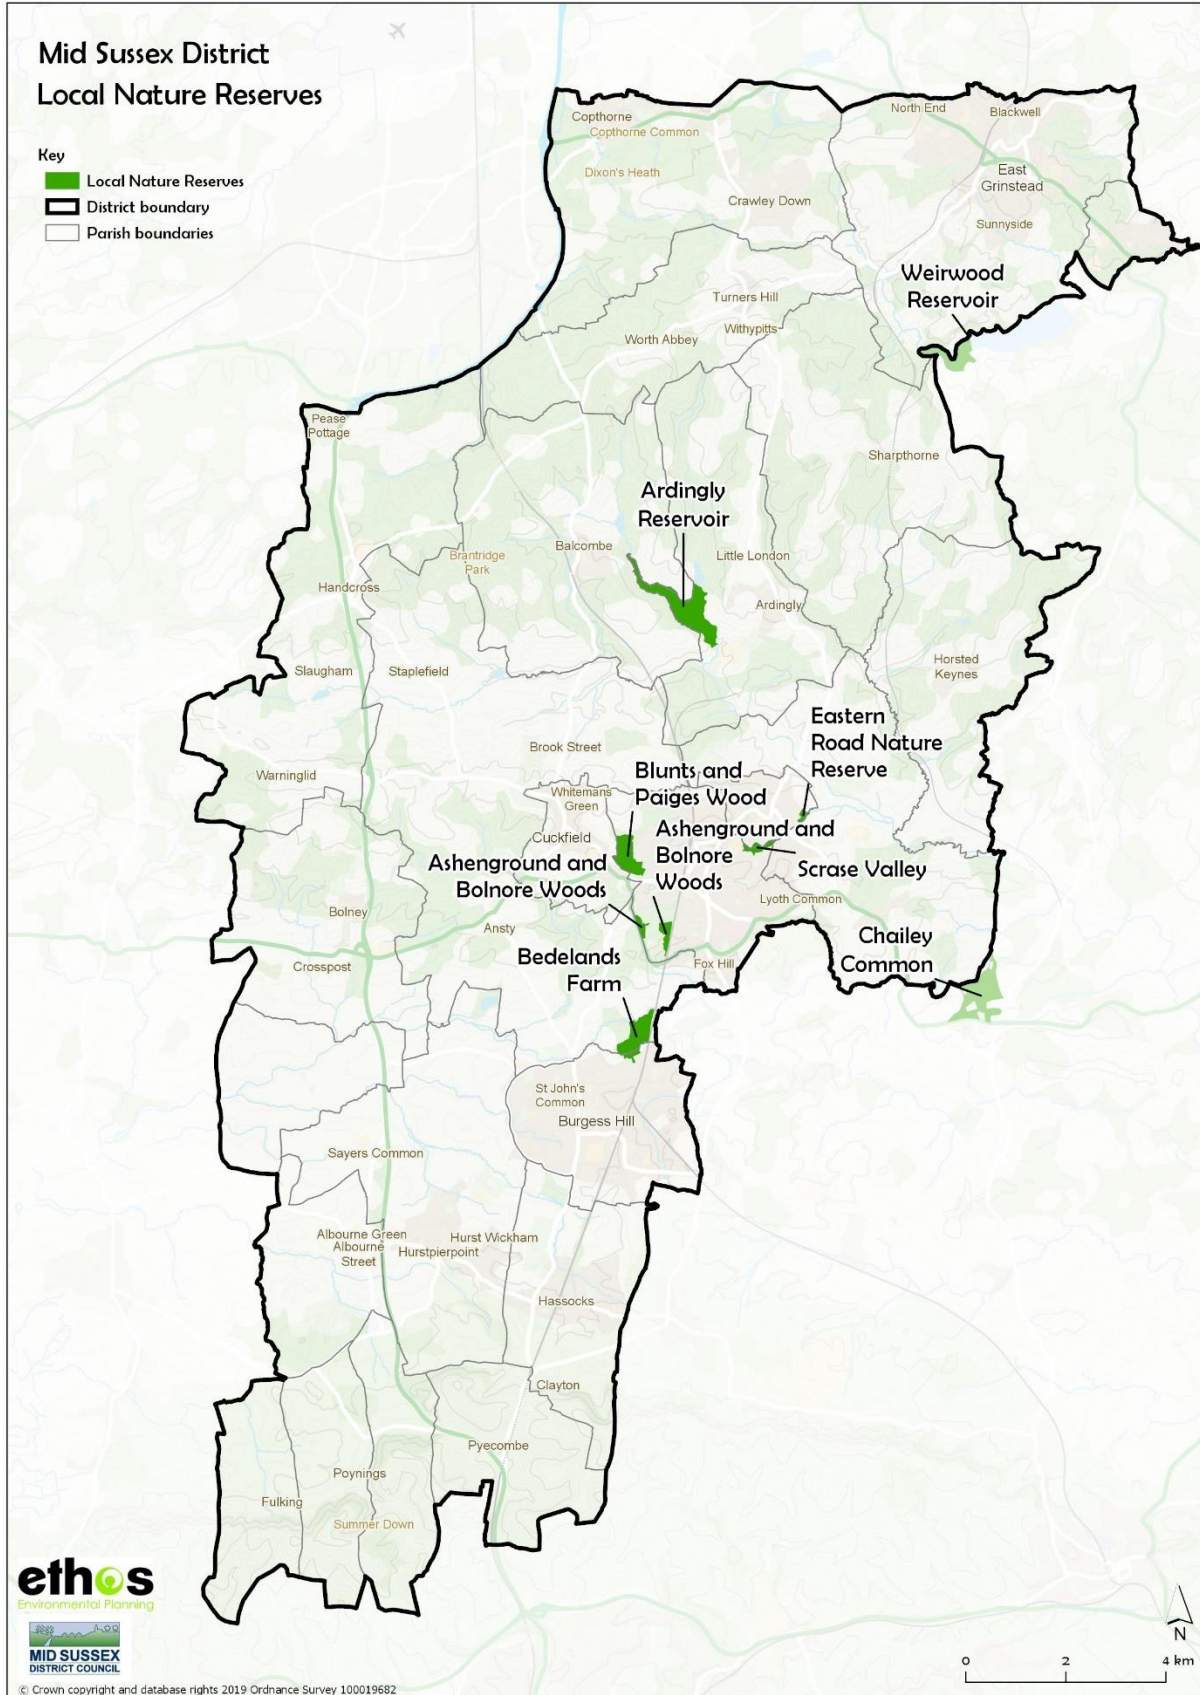 Mid Sussex District
Local Nature Reserves
Key
Local Nature Reserves
District boundary
Parish boundaries
Copthorne
Copthorne Common
Dixon's Heath
Crawley Down
North End
Blackwell
East
Grinstead
Sunnyside
Weirwood
Reservoir
Turners Hill
Withypitts
Worth Abbey
Pease
Pottage
Sharpthorne
Ardingly
Reservoir
Balcombe
Brantridge
Park
Little London
Handcross
Ardingly
Slaugham
Staplefield
Horsted
Keynes
Eastern
Road Nature
Reserve
Brook Street
Warninglid
Blunts and
Paiges Wood
Whitemans
Green
Cuckfield
Ashenground and
Bolnore
Woods
Ashenground and
Bolnore Woods
Scrase Valley
Lyoth Common
Bolney
Ansty
Chailey
Common
Crosspost
Bedelands
Farm
Fox Hill
St John's
Common
Burgess Hill
Sayers Common
Albourne Green
Albourne
Street
Hurst Wickham
Hurstpierpoint
Hassocks
Clayton
Pyecombe
Poynings
Fulking
Summer Down
ethos
Environmental Planning
MID SUSSEX
DISTRICT COUNCIL
N
0 2 4 km
© Crown copyright and database rights 2019 Ordnance Survey 100019682